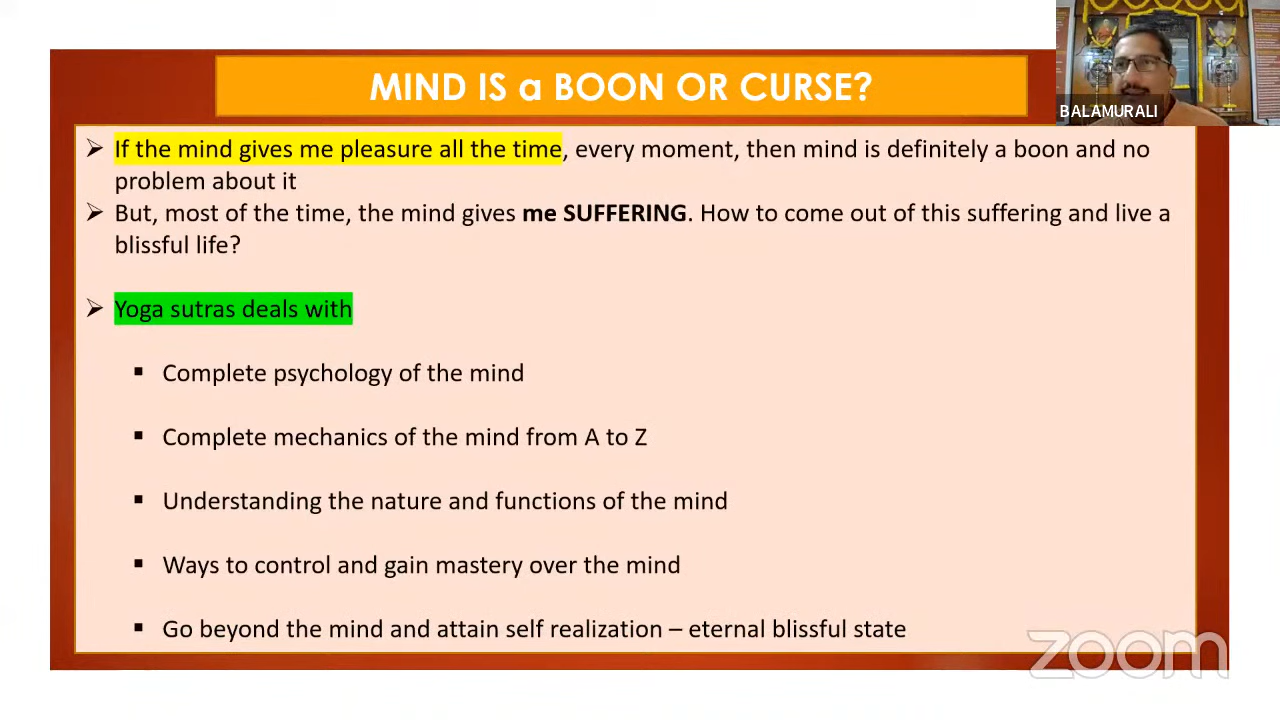 MIND IS a BOON OR CURSE?
BALAMURALI
➢ If the mind gives me pleasure all the time, every moment, then mind is definitely a boon and no
problem about it
➢ But, most of the time, the mind gives me SUFFERING. How to come out of this suffering and live a
blissful life?
➢ Yoga sutras deals with
▪ Complete psychology of the mind
▪ Complete mechanics of the mind from A to Z
▪ Understanding the nature and functions of the mind
▪ Ways to control and gain mastery over the mind
▪ Go beyond the mind and attain self realization – eternal blissful state
zoom